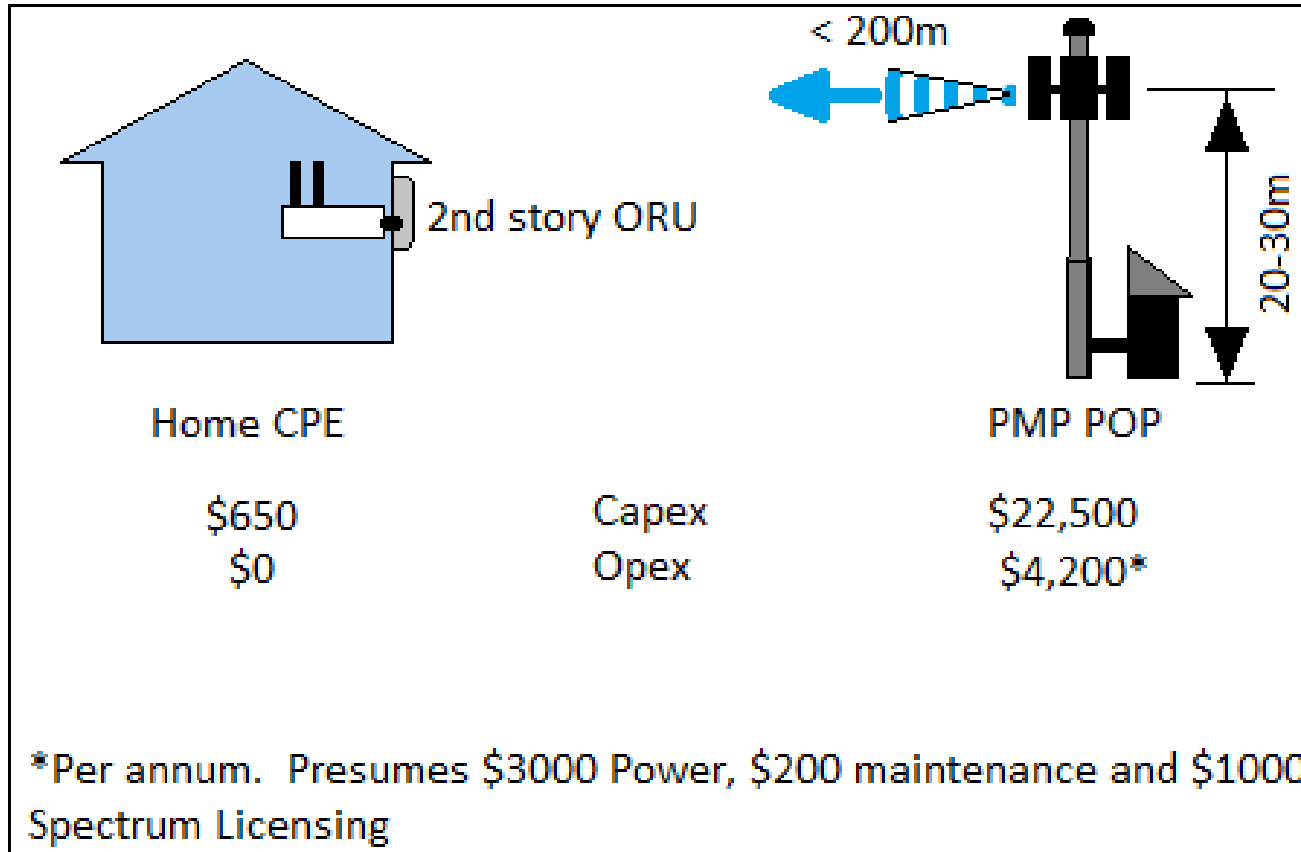 < 200m
2nd story ORU
20-30m
Home CPE
PMP POP
$650
Capex
$22,500
$0
Opex
$4,200*
*Per annum.  Presumes $3000 Power, $200 maintenance and $1000
Spectrum Licensing